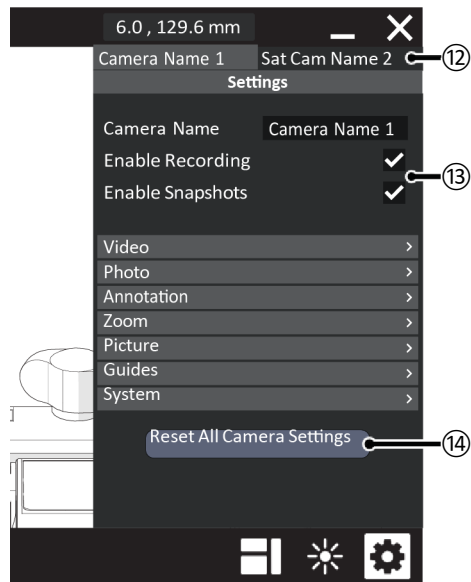 6.0 , 129.6 mm
Camera Name 1 Sat Cam Name 2 ⑫
Settings
Camera Name Camera Name 1
Enable Recording
⑬
Enable Snapshots
Video
Photo
Annotation
Zoom
Picture
Guides
System
Reset All Camera Settings ⑭